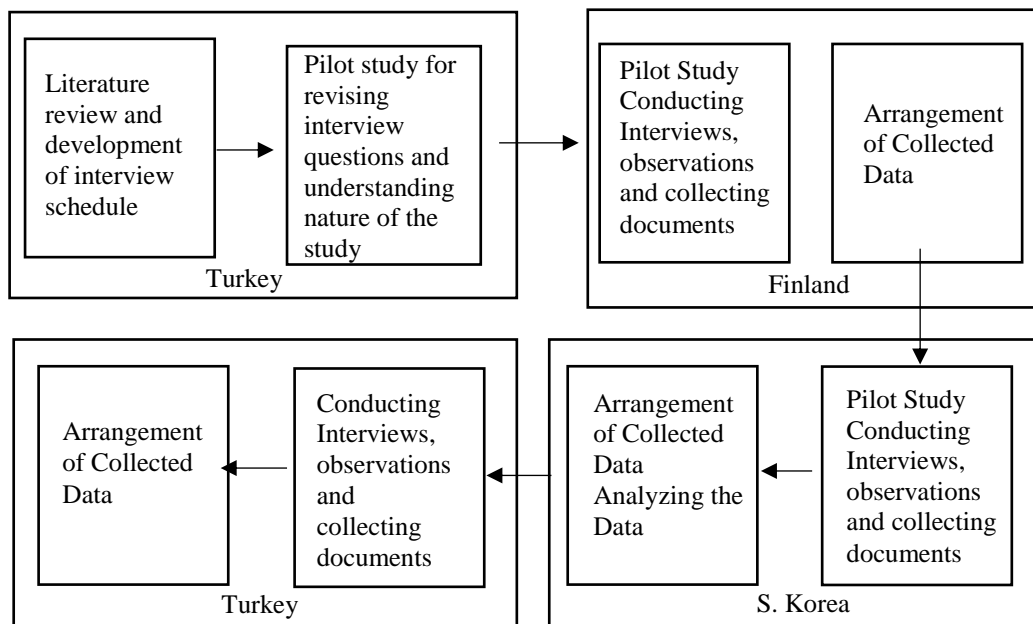 Literature
review and
development
of interview
schedule
Pilot study for
revising
interview
questions and
understanding
nature of the
study
Turkey
Pilot Study
Conducting
Interviews,
observations
and collecting
documents
Arrangement
of Collected
Data
Finland
Pilot Study
Conducting
Interviews,
observations
and collecting
documents
Arrangement
of Collected
Data
Analyzing the
Data
S. Korea
Conducting
Interviews,
observations
and
collecting
documents
Arrangement
of Collected
Data
Turkey